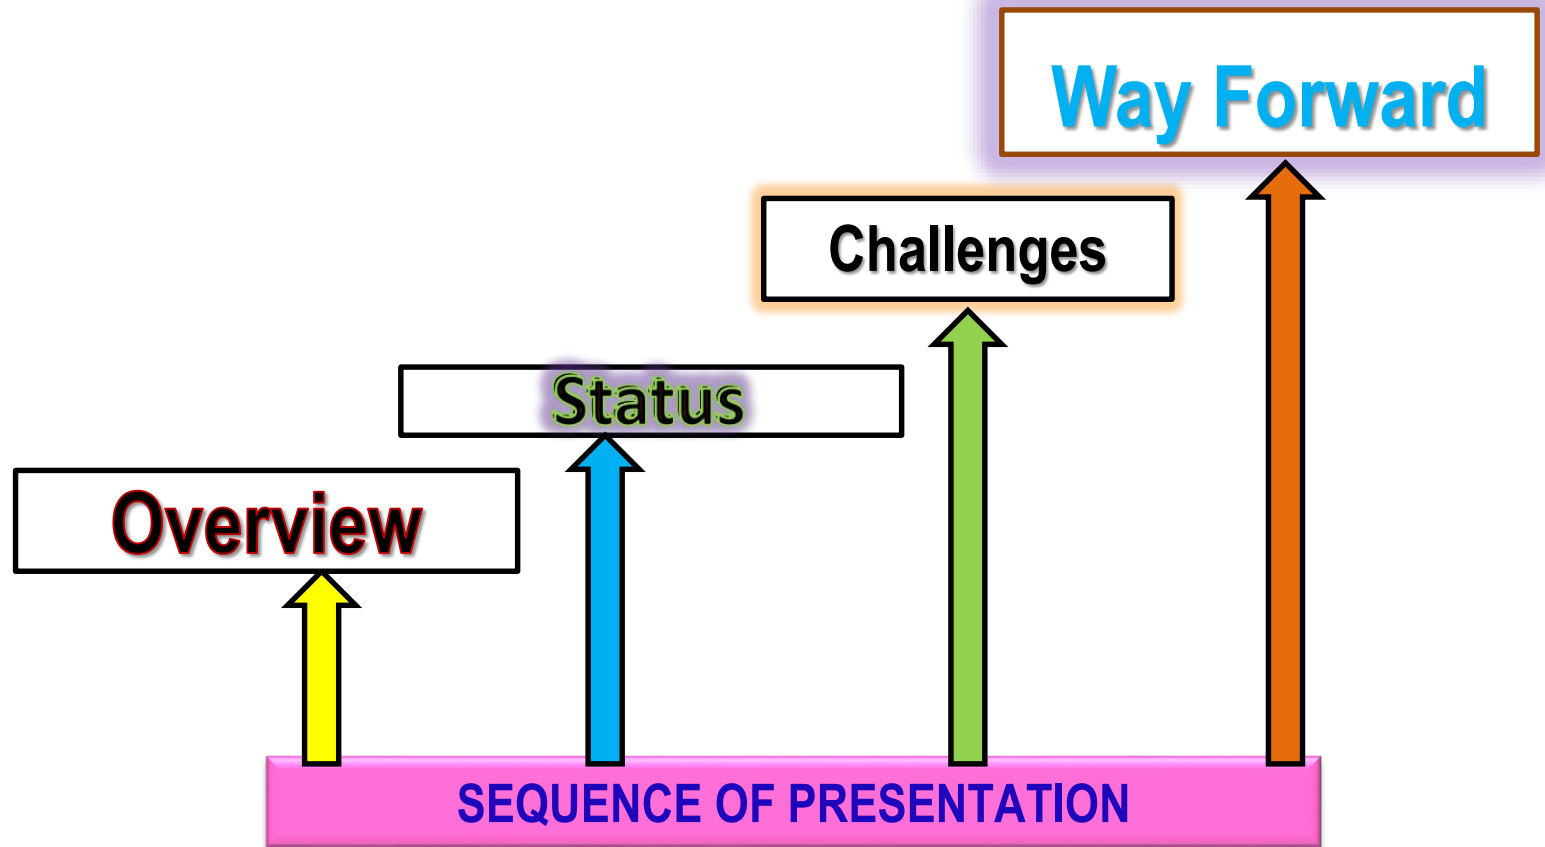 Way Forward
Challenges
Status
Overview
SEQUENCE OF PRESENTATION